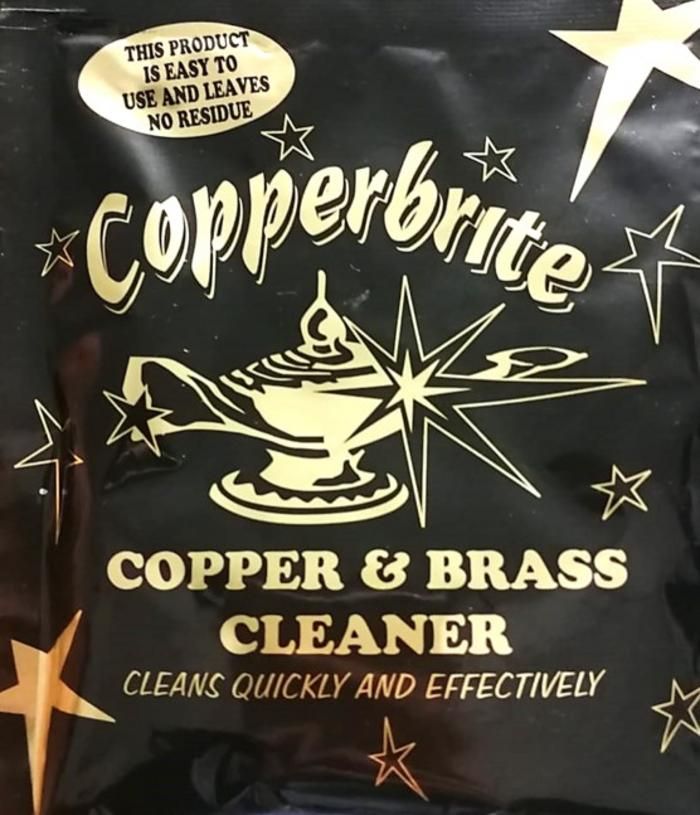 THIS PRODUCT
IS EASY TO
USE AND LEAVES
NO RESIDUE
Copperbrite
COPPER & BRASS
CLEANER
CLEANS QUICKLY AND EFFECTIVELY